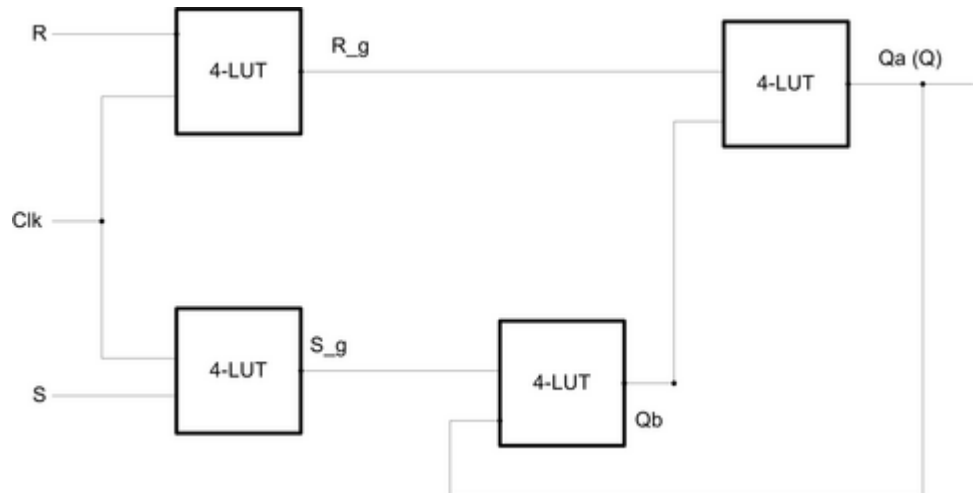 R
4-LUT
R_g
4-LUT
Qa (Q)
Clk
S
4-LUT
S_g
4-LUT
Qb